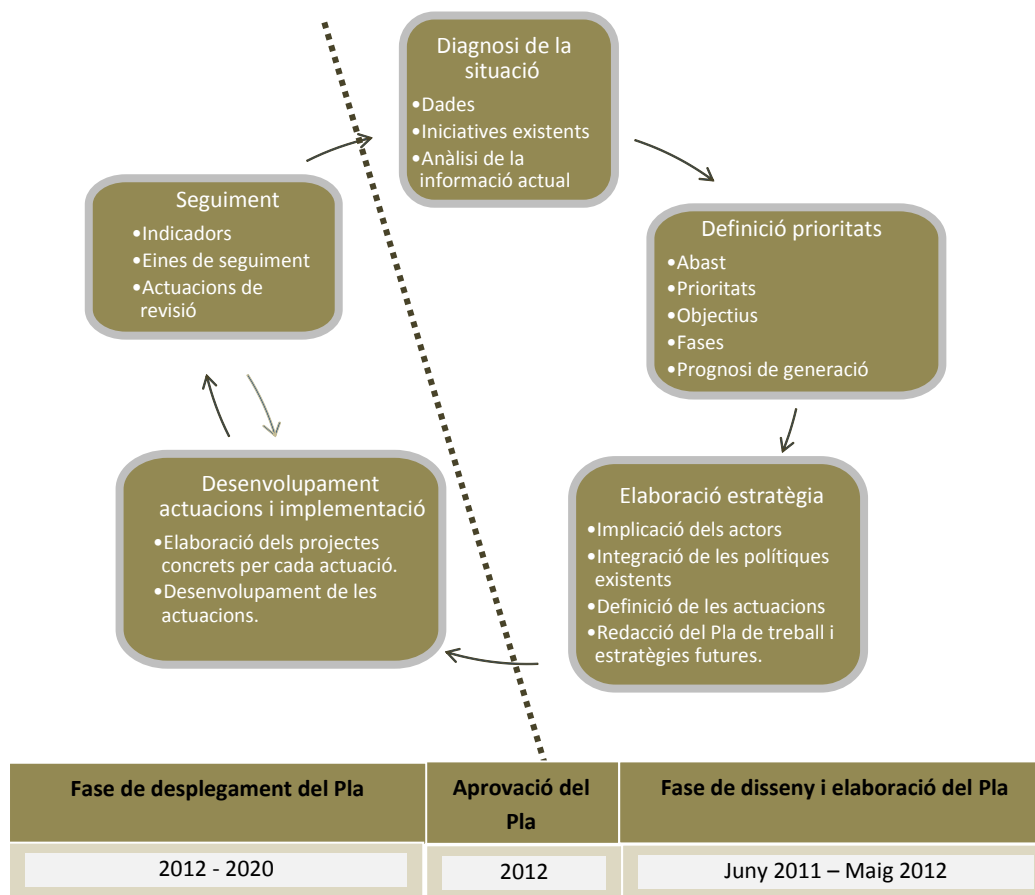 Diagnosi de la
situació
•Dades
•Iniciatives existents
•Anàlisi de la
informació actual
Seguiment
•Indicadors
•Eines de seguiment
•Actuacions de
revisió
Definició prioritats
•Abast
•Prioritats
•Objectius
•Fases
•Prognosi de generació
Desenvolupament
actuacions i implementació
•Elaboració dels projectes
concrets per cada actuació.
•Desenvolupament de les
actuacions.
Elaboració estratègia
•Implicació dels actors
•Integració de les polítiques
existents
•Definició de les actuacions
•Redacció del Pla de treball i
estratègies futures.
Fase de desplegament del Pla
Aprovació del
Pla
Fase de disseny i elaboració del Pla
2012 - 2020
2012
Juny 2011 – Maig 2012